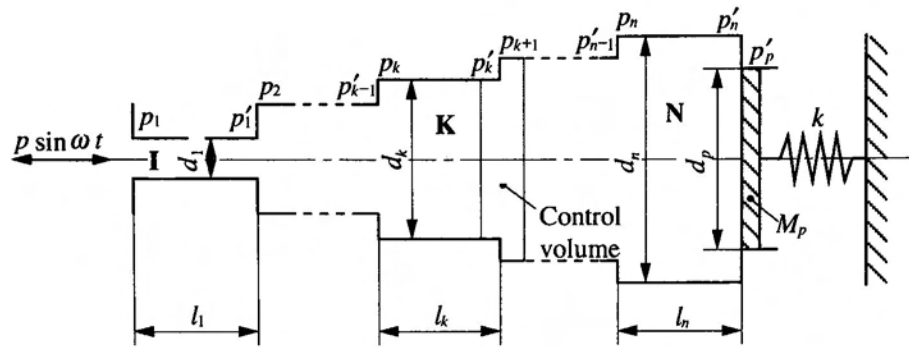 p₁
p′₁
p₂
p′ₖ₋₁
pₖ
p′ₖ
pₖ₊₁
p′ₙ₋₁
pₙ
p′ₙ
p′ₚ
p sin ω t
I
d₁
dₖ
K
dₙ
N
dₚ
k
Control
volume
Mₚ
l₁
lₖ
lₙ